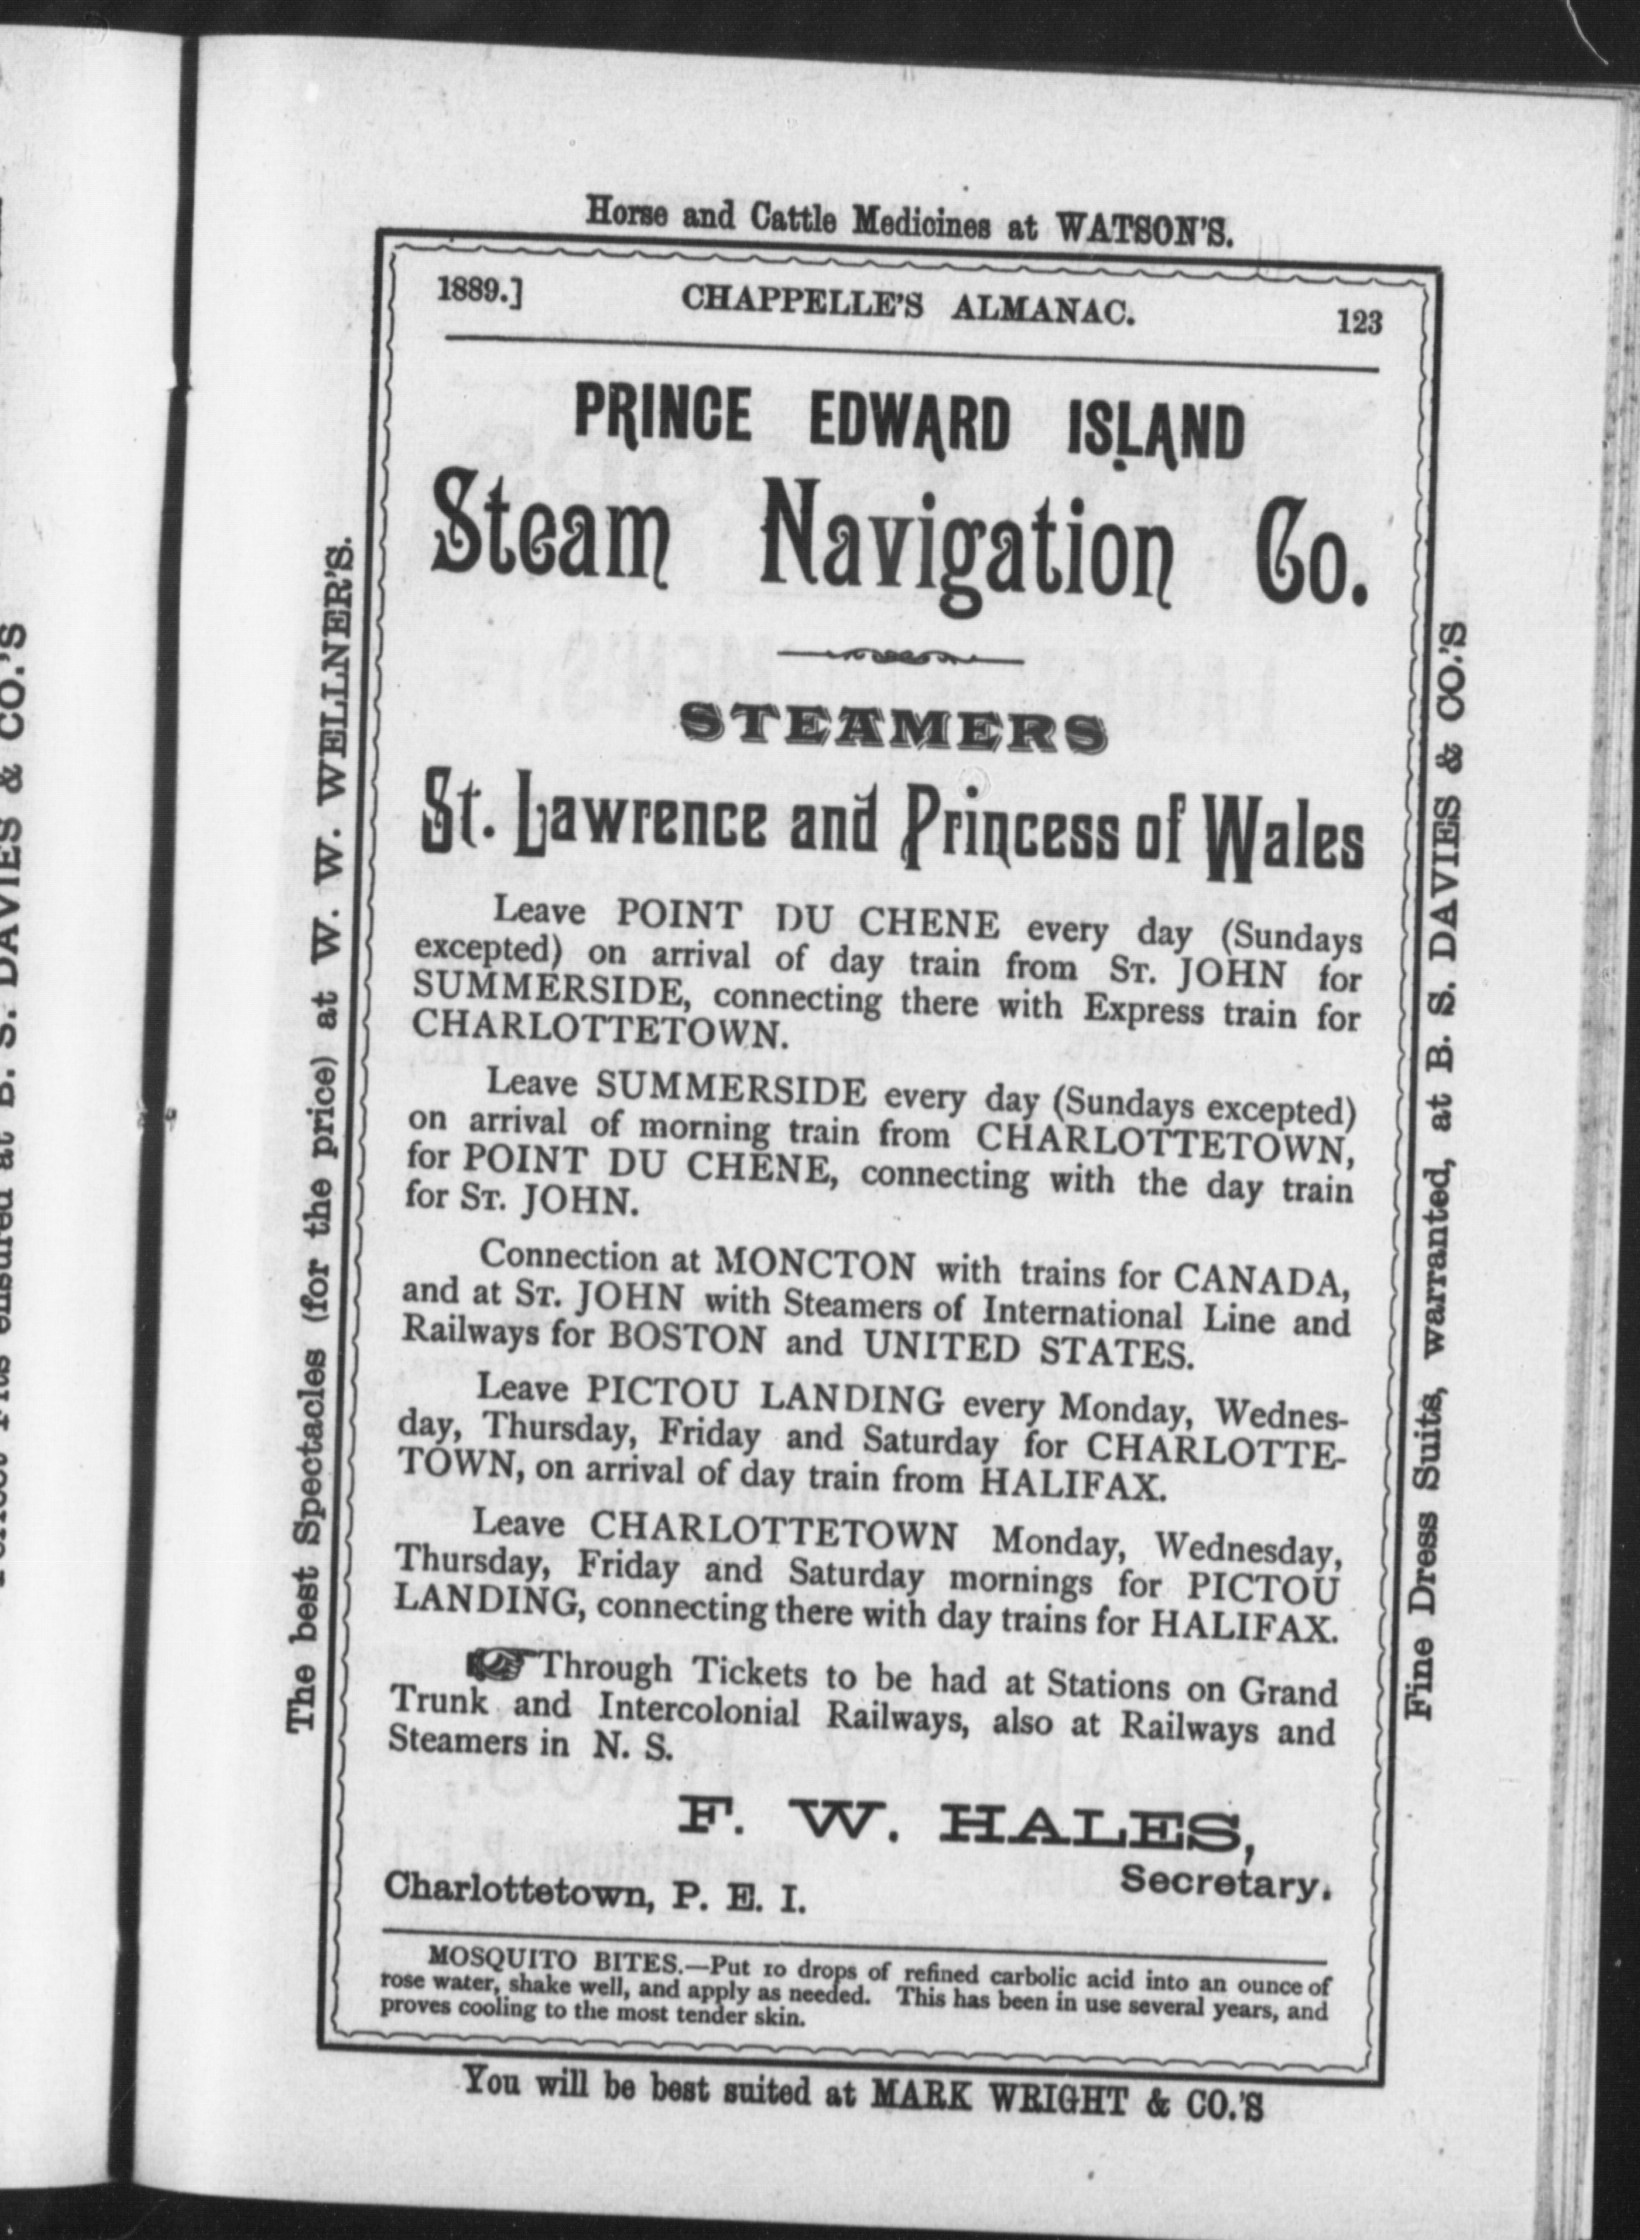 Horse and Cattle Medicines at WATSON'S.
1889.] CHAPPELLE'S ALMANAC. 123
PRINCE EDWARD ISLAND
Steam Navigation Co.
STEAMERS
St. Lawrence and Princess of Wales
Leave POINT DU CHENE every day (Sundays
excepted) on arrival of day train from ST. JOHN for
SUMMERSIDE, connecting there with Express train for
CHARLOTTETOWN.
Leave SUMMERSIDE every day (Sundays excepted)
on arrival of morning train from CHARLOTTETOWN,
for POINT DU CHENE, connecting with the day train
for ST. JOHN.
Connection at MONCTON with trains for CANADA,
and at ST. JOHN with Steamers of International Line and
Railways for BOSTON and UNITED STATES.
Leave PICTOU LANDING every Monday, Wednes-
day, Thursday, Friday and Saturday for CHARLOTTE-
TOWN, on arrival of day train from HALIFAX.
Leave CHARLOTTETOWN Monday, Wednesday,
Thursday, Friday and Saturday mornings for PICTOU
LANDING, connecting there with day trains for HALIFAX.
Through Tickets to be had at Stations on Grand
Trunk and Intercolonial Railways, also at Railways and
Steamers in N. S.
F. W. HALES,
Secretary.
Charlottetown, P. E. I.
MOSQUITO BITES.—Put 10 drops of refined carbolic acid into an ounce of
rose water, shake well, and apply as needed. This has been in use several years, and
proves cooling to the most tender skin.
You will be best suited at MARK WRIGHT & CO.'S
The best Spectacles (for the price) at W. W. WELLNER'S.
Fine Dress Suits, warranted, at B. S. DAVIES & CO.'S
ensured at B. S. DAVIES & CO.'S